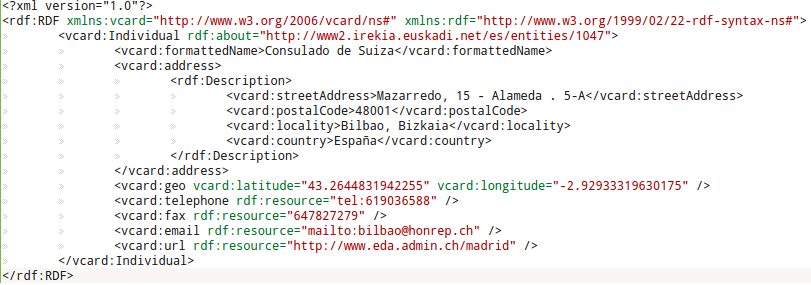 <?xml version="1.0"?>
<rdf:RDF xmlns:vcard="http://www.w3.org/2006/vcard/ns#" xmlns:rdf="http://www.w3.org/1999/02/22-rdf-syntax-ns#">
<vcard:Individual rdf:about="http://www2.irekia.euskadi.net/es/entities/1047">
<vcard:formattedName>Consulado de Suiza</vcard:formattedName>
<vcard:address>
<rdf:Description>
<vcard:streetAddress>Mazarredo, 15 - Alameda . 5-A</vcard:streetAddress>
<vcard:postalCode>48001</vcard:postalCode>
<vcard:locality>Bilbao, Bizkaia</vcard:locality>
<vcard:country>España</vcard:country>
</rdf:Description>
</vcard:address>
<vcard:geo vcard:latitude="43.2644831942255" vcard:longitude="-2.92933319630175" />
<vcard:telephone rdf:resource="tel:619036588" />
<vcard:fax rdf:resource="647827279" />
<vcard:email rdf:resource="mailto:bilbao@honrep.ch" />
<vcard:url rdf:resource="http://www.eda.admin.ch/madrid" />
</vcard:Individual>
</rdf:RDF>